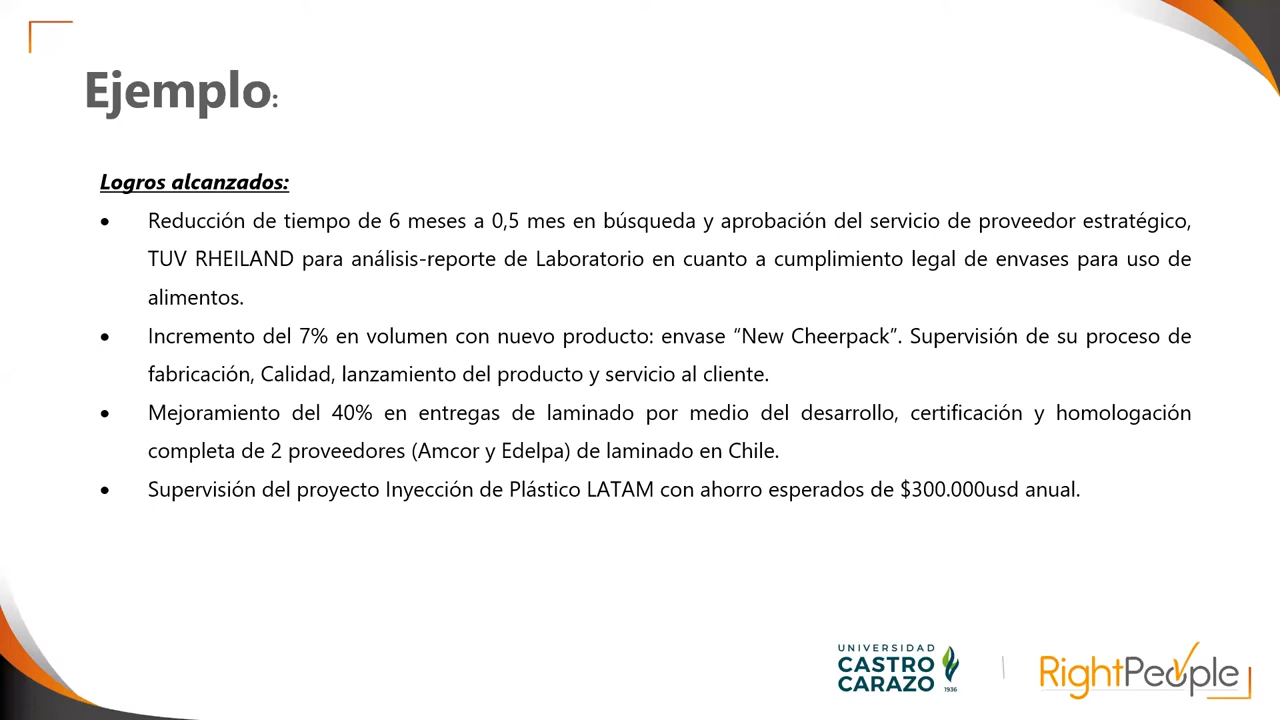 Ejemplo:
Logros alcanzados:
• Reducción de tiempo de 6 meses a 0,5 mes en búsqueda y aprobación del servicio de proveedor estratégico,
TUV RHEILAND para análisis-reporte de Laboratorio en cuanto a cumplimiento legal de envases para uso de
alimentos.
• Incremento del 7% en volumen con nuevo producto: envase “New Cheerpack”. Supervisión de su proceso de
fabricación, Calidad, lanzamiento del producto y servicio al cliente.
• Mejoramiento del 40% en entregas de laminado por medio del desarrollo, certificación y homologación
completa de 2 proveedores (Amcor y Edelpa) de laminado en Chile.
• Supervisión del proyecto Inyección de Plástico LATAM con ahorro esperados de $300.000usd anual.
UNIVERSIDAD
CASTRO
CARAZO
1936
RightPeople